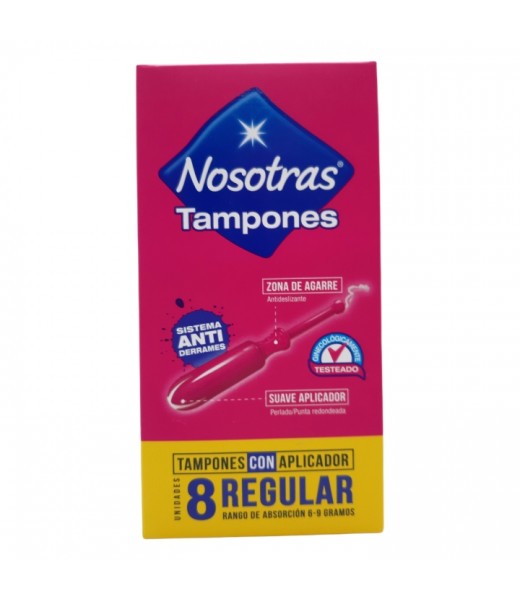 Nosotras®
Tampones
ZONA DE AGARRE
Antideslizante
SISTEMA
ANTI
DERRAMES
GINECOLÓGICAMENTE
TESTEADO
SUAVE APLICADOR
Perlado/Punta redondeada
TAMPONES CON APLICADOR
UNIDADES
8 REGULAR
RANGO DE ABSORCIÓN 6-9 GRAMOS